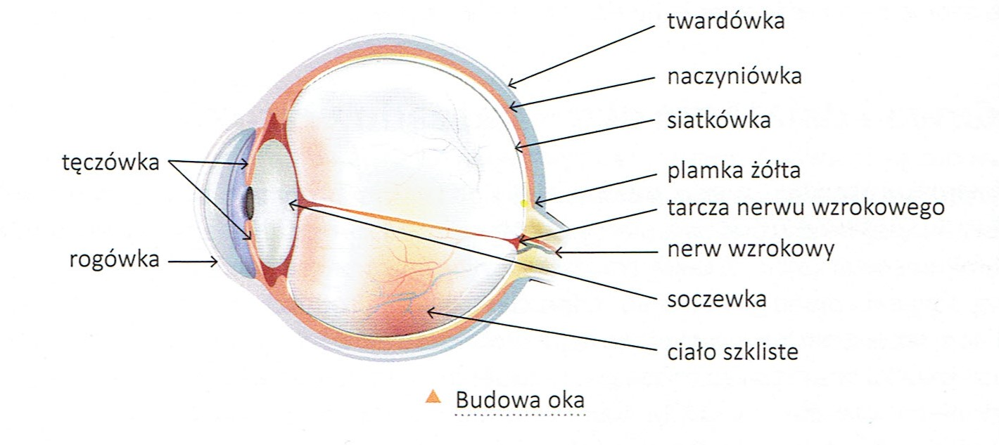 twardówka
naczyniówka
siatkówka
plamka żółta
tarcza nerwu wzrokowego
nerw wzrokowy
soczewka
ciało szkliste
tęczówka
rogówka
Budowa oka